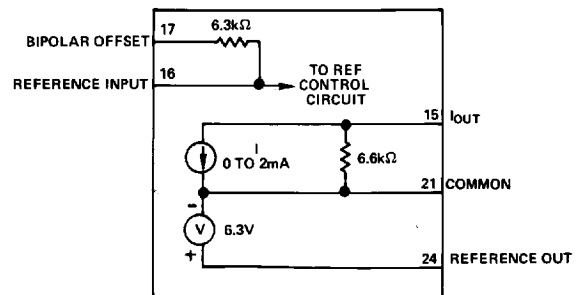 17
6.3kΩ
BIPOLAR OFFSET
REFERENCE INPUT
16
TO REF
CONTROL
CIRCUIT
15
IOUT
I
0 TO 2mA
6.6kΩ
21
COMMON
-
V
6.3V
+
24
REFERENCE OUT